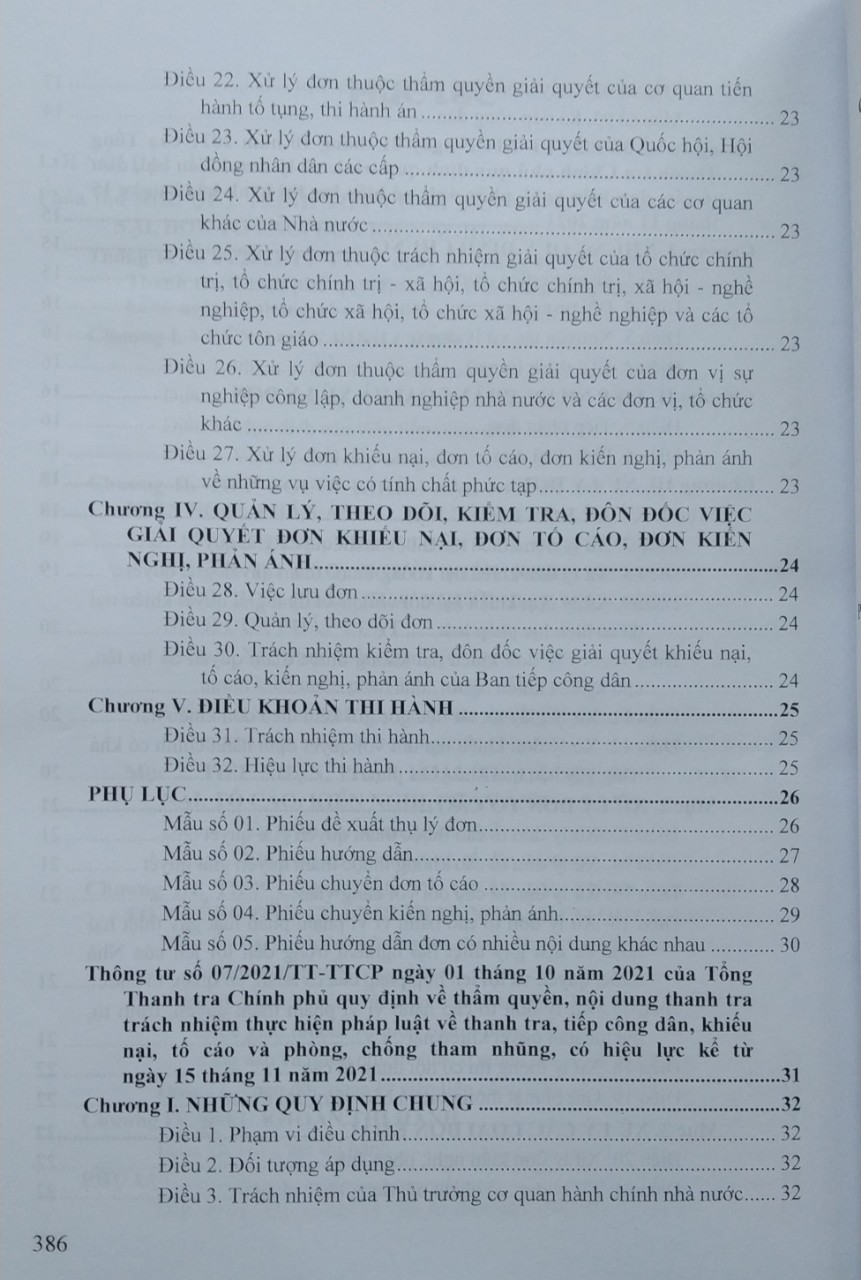 Điều 22. Xử lý đơn thuộc thẩm quyền giải quyết của cơ quan tiến
hành tố tụng, thi hành án ........ 23
Điều 23. Xử lý đơn thuộc thẩm quyền giải quyết của Quốc hội, Hội
đồng nhân dân các cấp ........ 23
Điều 24. Xử lý đơn thuộc thẩm quyền giải quyết của các cơ quan
khác của Nhà nước ........ 23
Điều 25. Xử lý đơn thuộc trách nhiệm giải quyết của tổ chức chính
trị, tổ chức chính trị - xã hội, tổ chức chính trị, xã hội - nghề
nghiệp, tổ chức xã hội, tổ chức xã hội - nghề nghiệp và các tổ
chức tôn giáo ........ 23
Điều 26. Xử lý đơn thuộc thẩm quyền giải quyết của đơn vị sự
nghiệp công lập, doanh nghiệp nhà nước và các đơn vị, tổ chức
khác ........ 23
Điều 27. Xử lý đơn khiếu nại, đơn tố cáo, đơn kiến nghị, phản ánh
về những vụ việc có tính chất phức tạp ........ 23
Chương IV. QUẢN LÝ, THEO DÕI, KIỂM TRA, ĐÔN ĐỐC VIỆC
GIẢI QUYẾT ĐƠN KHIẾU NẠI, ĐƠN TỐ CÁO, ĐƠN KIẾN
NGHỊ, PHẢN ÁNH ........ 24
Điều 28. Việc lưu đơn ........ 24
Điều 29. Quản lý, theo dõi đơn ........ 24
Điều 30. Trách nhiệm kiểm tra, đôn đốc việc giải quyết khiếu nại,
tố cáo, kiến nghị, phản ánh của Ban tiếp công dân ........ 24
Chương V. ĐIỀU KHOẢN THI HÀNH ........ 25
Điều 31. Trách nhiệm thi hành ........ 25
Điều 32. Hiệu lực thi hành ........ 25
PHỤ LỤC ........ 26
Mẫu số 01. Phiếu đề xuất thụ lý đơn ........ 26
Mẫu số 02. Phiếu hướng dẫn ........ 27
Mẫu số 03. Phiếu chuyển đơn tố cáo ........ 28
Mẫu số 04. Phiếu chuyển kiến nghị, phản ánh ........ 29
Mẫu số 05. Phiếu hướng dẫn đơn có nhiều nội dung khác nhau ........ 30
Thông tư số 07/2021/TT-TTCP ngày 01 tháng 10 năm 2021 của Tổng
Thanh tra Chính phủ quy định về thẩm quyền, nội dung thanh tra
trách nhiệm thực hiện pháp luật về thanh tra, tiếp công dân, khiếu
nại, tố cáo và phòng, chống tham nhũng, có hiệu lực kể từ
ngày 15 tháng 11 năm 2021 ........ 31
Chương I. NHỮNG QUY ĐỊNH CHUNG ........ 32
Điều 1. Phạm vi điều chỉnh ........ 32
Điều 2. Đối tượng áp dụng ........ 32
Điều 3. Trách nhiệm của Thủ trưởng cơ quan hành chính nhà nước ...... 32
386